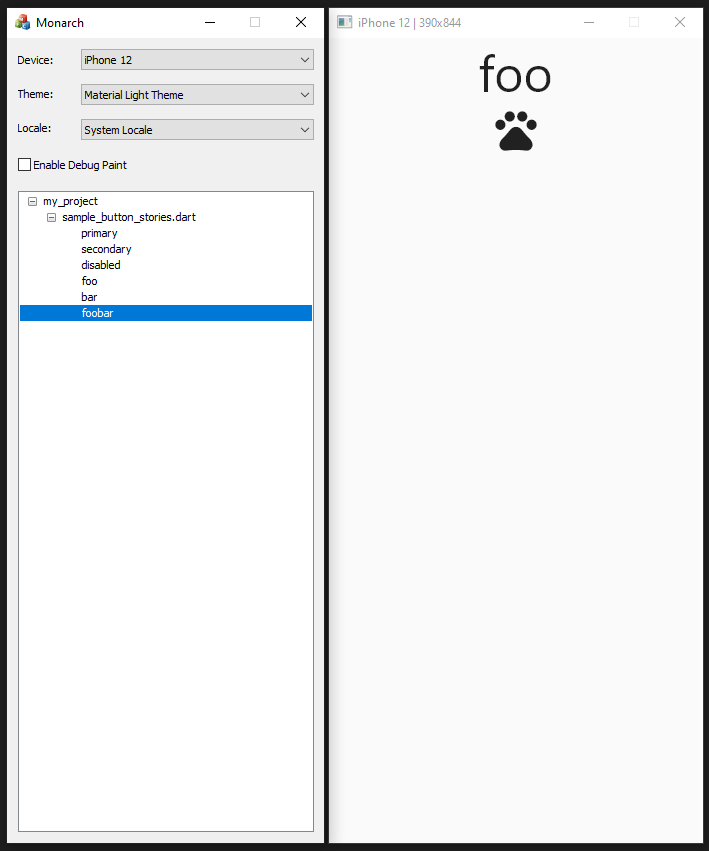 Monarch
Device: iPhone 12
Theme: Material Light Theme
Locale: System Locale
Enable Debug Paint
my_project
sample_button_stories.dart
primary
secondary
disabled
foo
bar
foobar
iPhone 12 | 390x844
foo